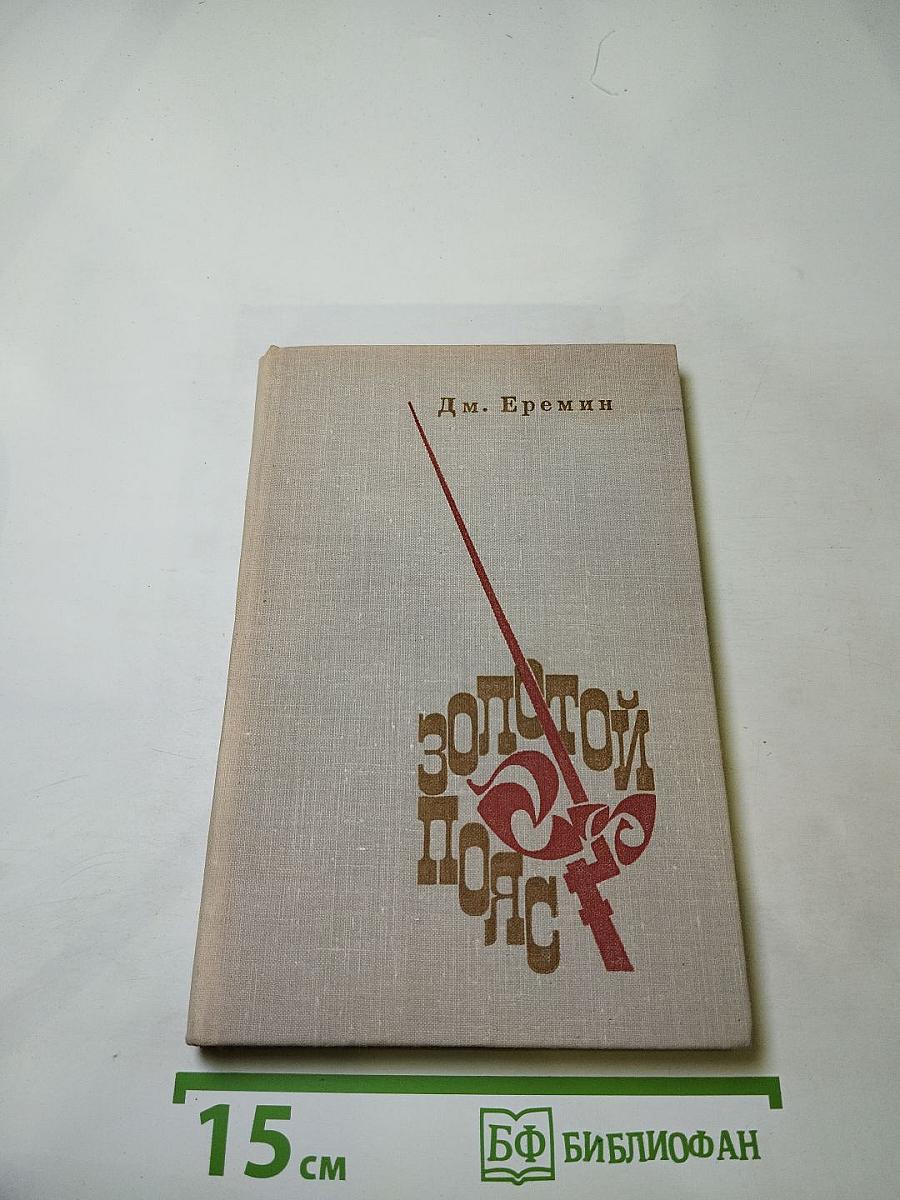 Дм. Еремин
ЗОЛОТОЙ
ПОЯС
15 см
БФ БИБЛИОФАН